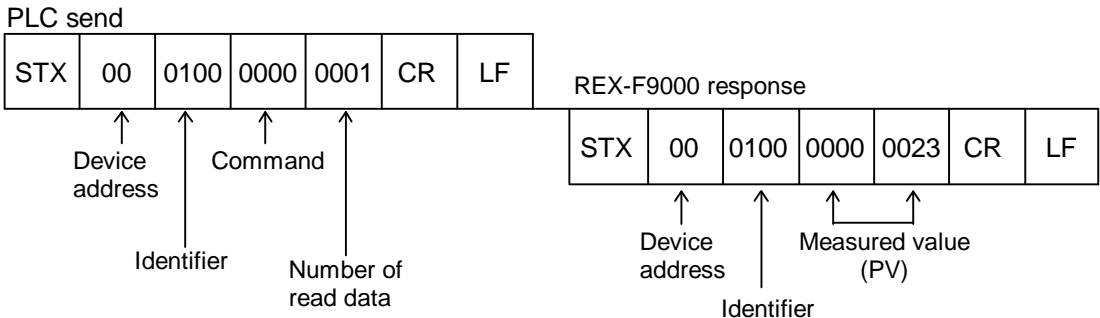 PLC send
STX 00 0100 0000 0001 CR LF
Device
address
Identifier
Command
Number of
read data
REX-F9000 response
STX 00 0100 0000 0023 CR LF
Device
address
Identifier
Measured value
(PV)